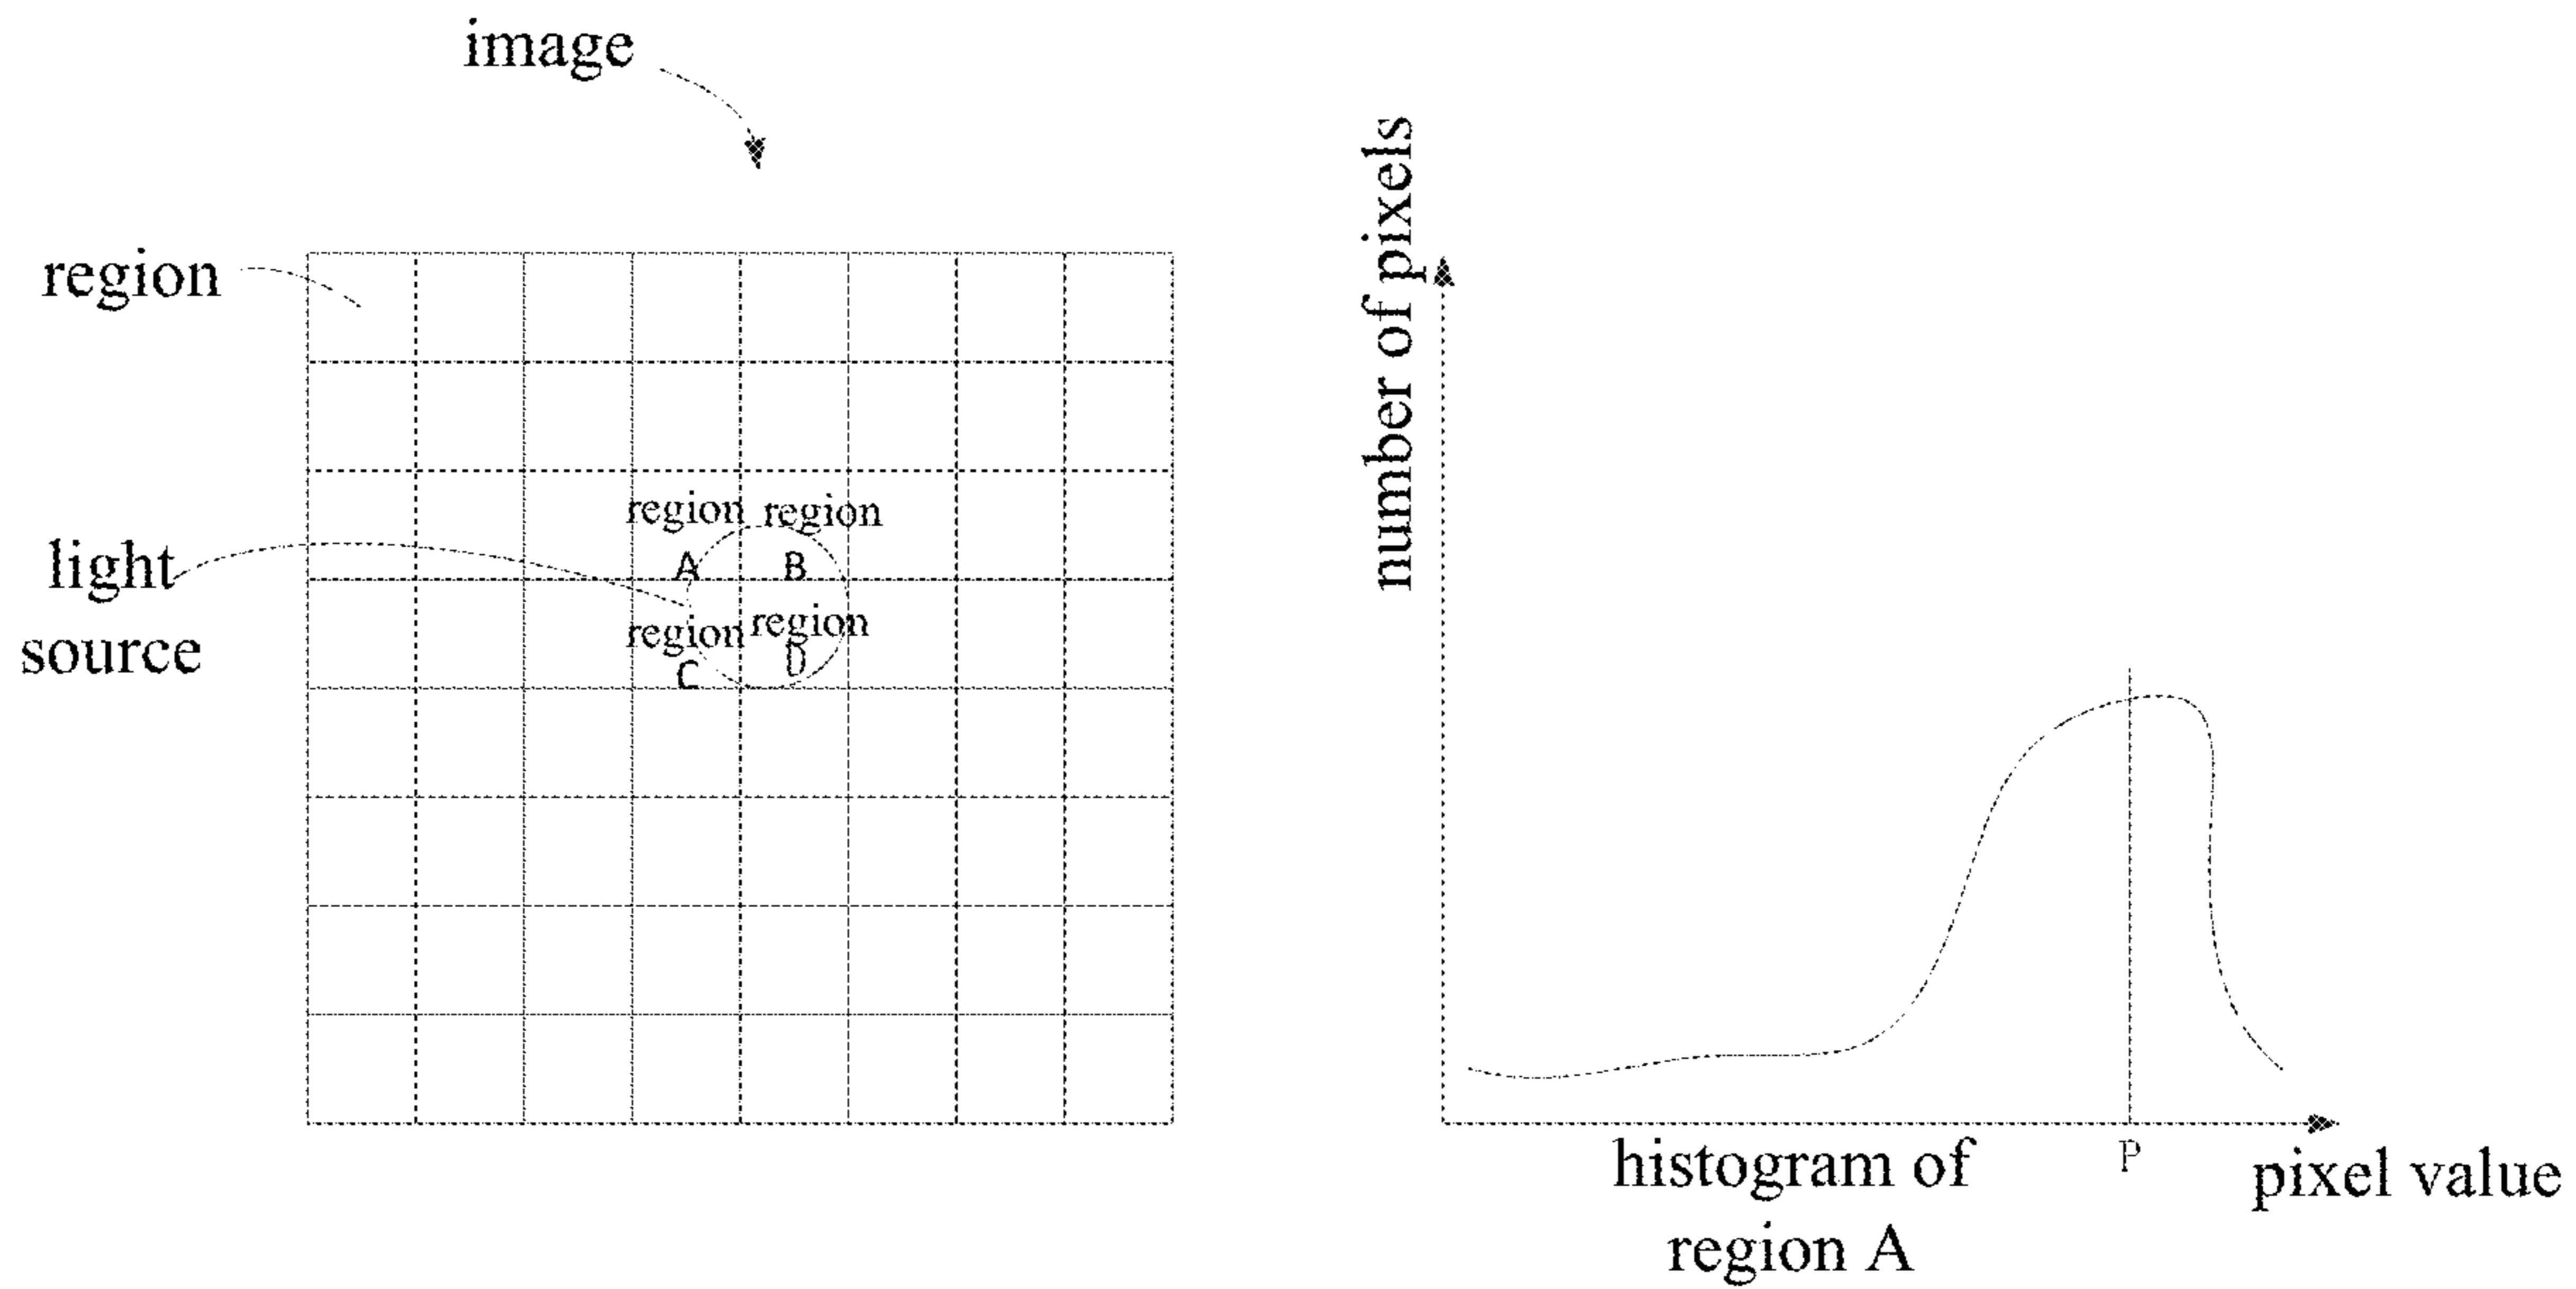 image
region
light
source
region
A
region
B
region
C
region
D
number of pixels
P
histogram of
region A
pixel value